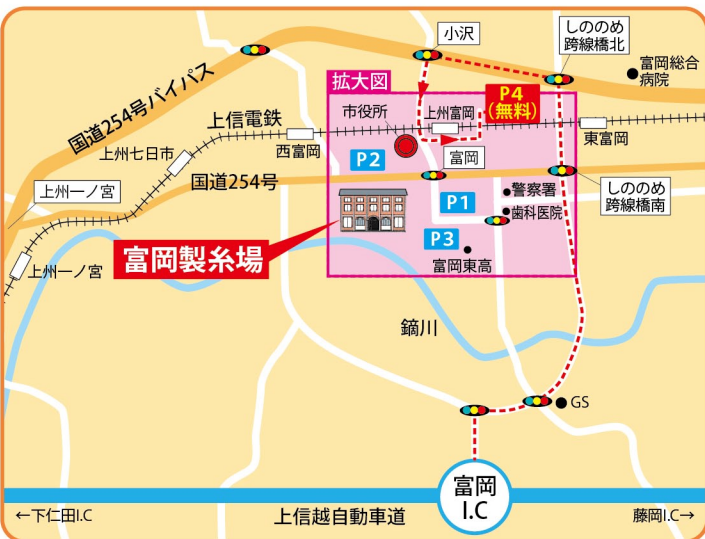 小沢
しののめ
跨線橋北
富岡総合
病院
国道254号バイパス
拡大図
P4
(無料)
市役所
上州富岡
上信電鉄
西富岡
東富岡
上州七日市
P2
富岡
国道254号
上州一ノ宮
P1
警察署
歯科医院
しののめ
跨線橋南
P3
富岡東高
富岡製糸場
上州一ノ宮
鏑川
GS
富岡
I.C
←下仁田I.C
上信越自動車道
藤岡I.C→